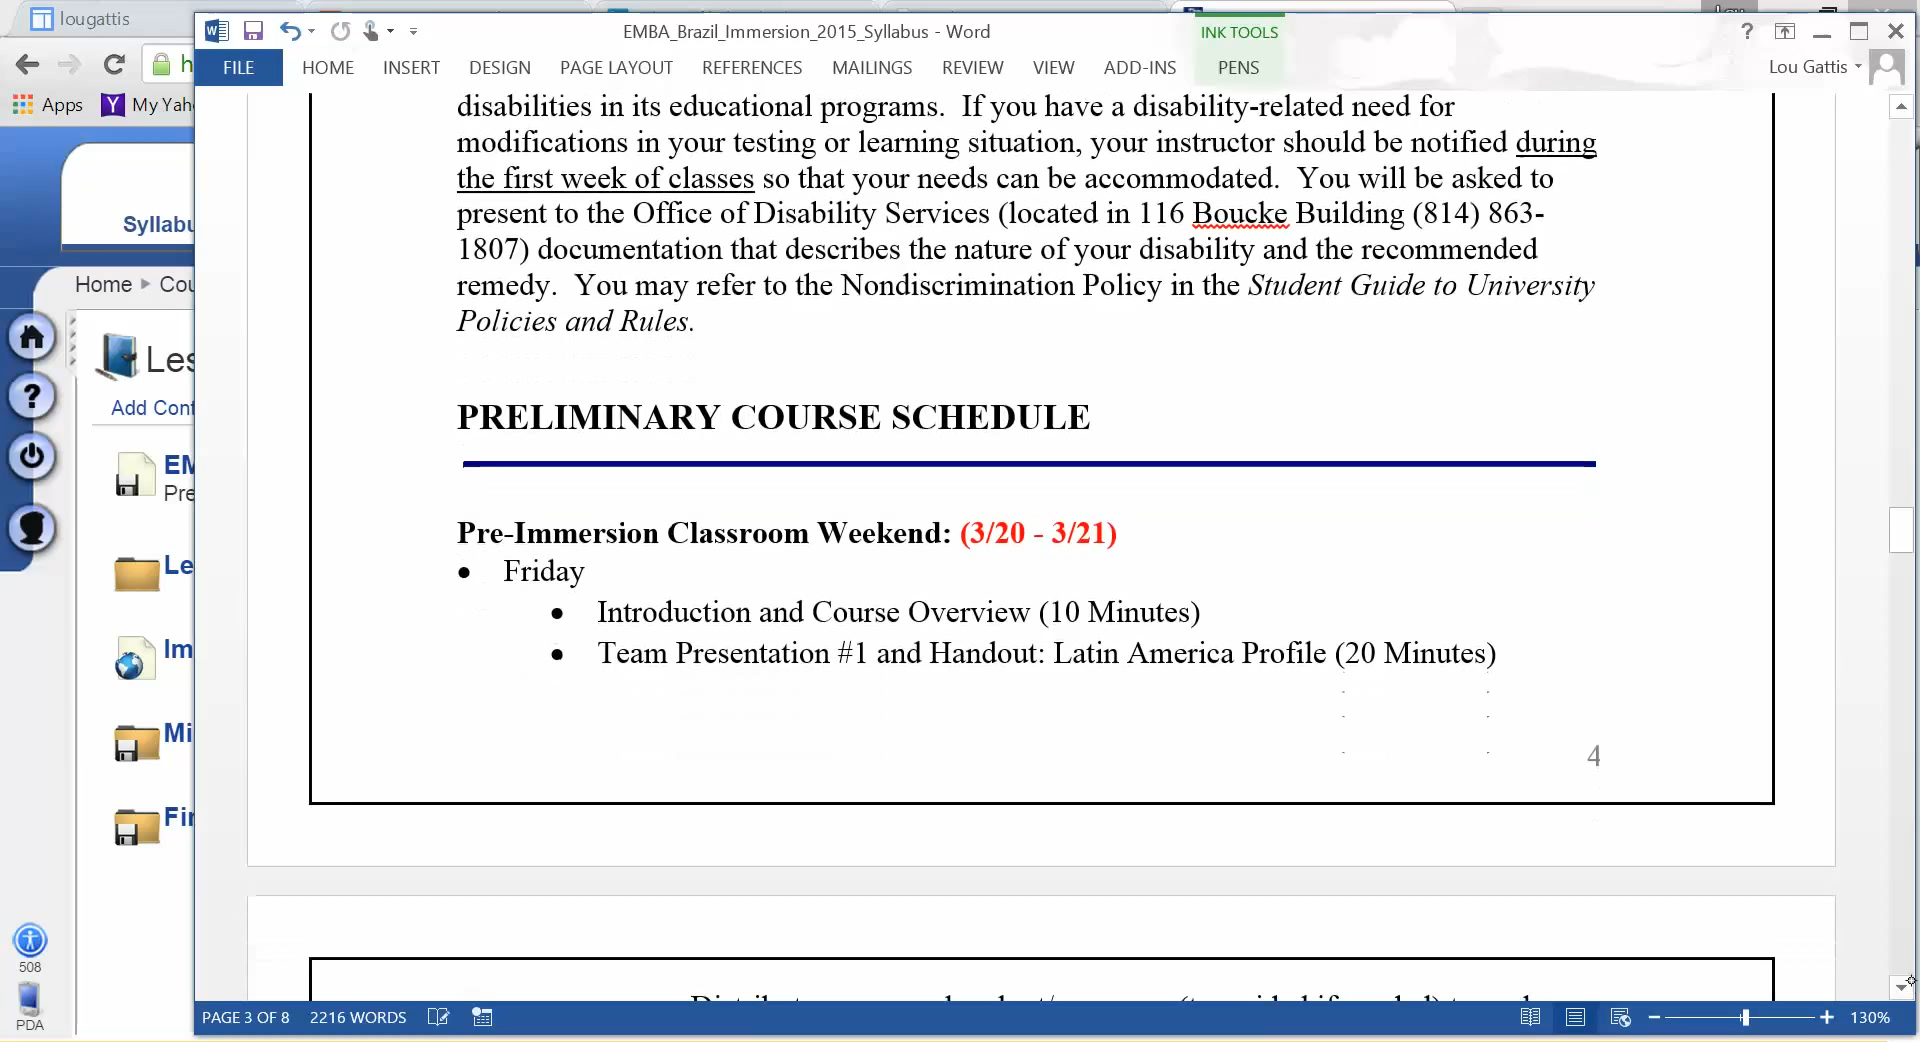 lougattis
EMBA_Brazil_Immersion_2015_Syllabus - Word
INK TOOLS
?
FILE HOME INSERT DESIGN PAGE LAYOUT REFERENCES MAILINGS REVIEW VIEW ADD-INS PENS
Lou Gattis
Apps
My Yah
disabilities in its educational programs.  If you have a disability-related need for
modifications in your testing or learning situation, your instructor should be notified during
the first week of classes so that your needs can be accommodated.  You will be asked to
present to the Office of Disability Services (located in 116 Boucke Building (814) 863-
1807) documentation that describes the nature of your disability and the recommended
remedy.  You may refer to the Nondiscrimination Policy in the Student Guide to University
Policies and Rules.
PRELIMINARY COURSE SCHEDULE
Pre-Immersion Classroom Weekend: (3/20 - 3/21)
• Friday
• Introduction and Course Overview (10 Minutes)
• Team Presentation #1 and Handout: Latin America Profile (20 Minutes)
4
Syllabu
Home Cou
Les
Add Cont
EM
Pre
Le
Im
Mi
Fir
508
PDA
PAGE 3 OF 8 2216 WORDS
130%